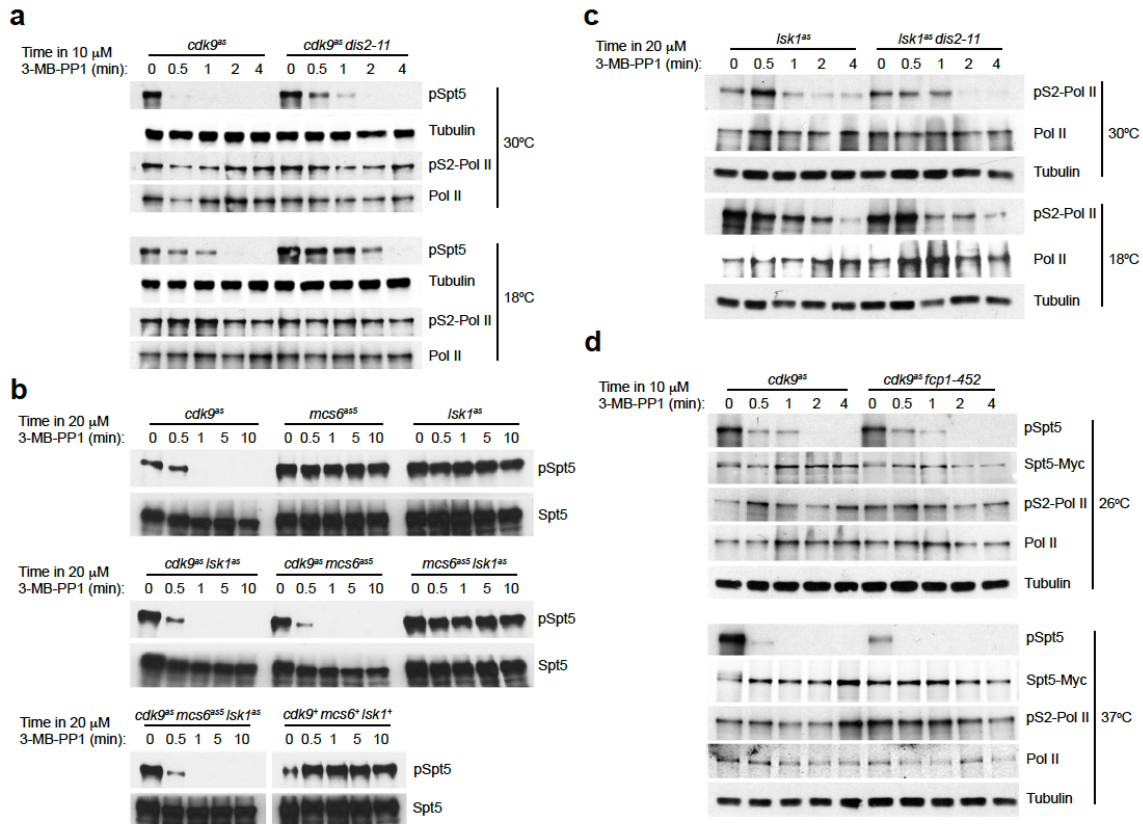 a
cdk9as cdk9as dis2-11
Time in 10 μM
3-MB-PP1 (min): 0 0.5 1 2 4 0 0.5 1 2 4
pSpt5
Tubulin
30ºC
pS2-Pol II
Pol II
pSpt5
Tubulin
18ºC
pS2-Pol II
Pol II
b
Time in 20 μM
cdk9as mcs6as5 lsk1as
3-MB-PP1 (min): 0 0.5 1 5 10 0 0.5 1 5 10 0 0.5 1 5 10
pSpt5
Spt5
cdk9as lsk1as cdk9as mcs6as5 mcs6as5 lsk1as
Time in 20 μM
3-MB-PP1 (min): 0 0.5 1 5 10 0 0.5 1 5 10 0 0.5 1 5 10
pSpt5
Spt5
cdk9as mcs6as5 lsk1as cdk9+ mcs6+ lsk1+
Time in 20 μM
3-MB-PP1 (min): 0 0.5 1 5 10 0 0.5 1 5 10
pSpt5
Spt5
c
lsk1as lsk1as dis2-11
Time in 20 μM
3-MB-PP1 (min): 0 0.5 1 2 4 0 0.5 1 2 4
pS2-Pol II
Pol II
30ºC
Tubulin
pS2-Pol II
Pol II
18ºC
Tubulin
d
cdk9as cdk9as fcp1-452
Time in 10 μM
3-MB-PP1 (min): 0 0.5 1 2 4 0 0.5 1 2 4
pSpt5
Spt5-Myc
pS2-Pol II
26ºC
Pol II
Tubulin
pSpt5
Spt5-Myc
pS2-Pol II
37ºC
Pol II
Tubulin